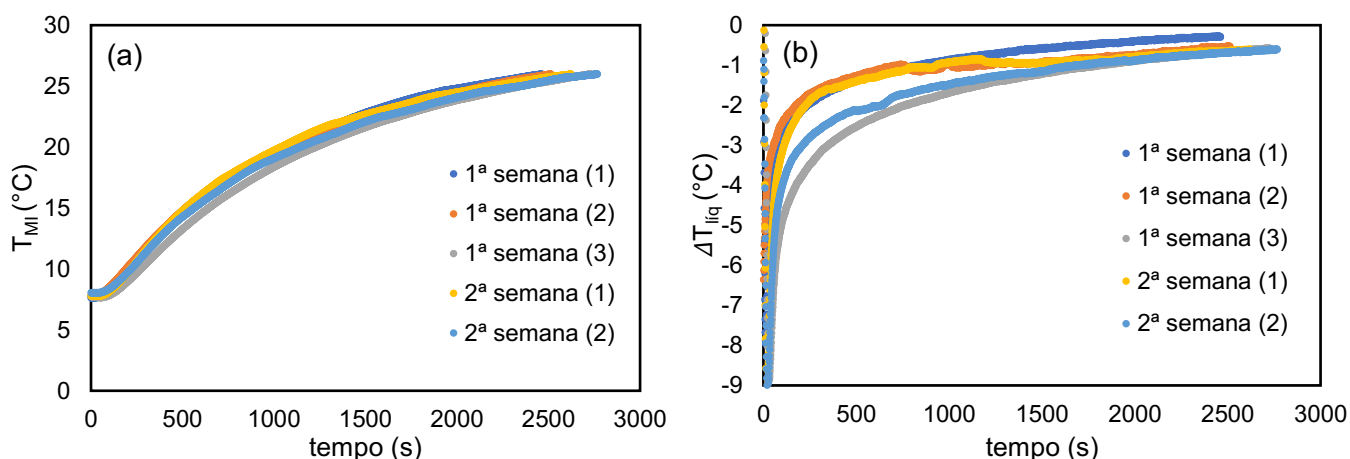 (a)
T_MI (°C)
30
25
20
15
10
5
0
1ª semana (1)
1ª semana (2)
1ª semana (3)
2ª semana (1)
2ª semana (2)
0 500 1000 1500 2000 2500 3000
tempo (s)
(b)
ΔT_líq (°C)
0
-1
-2
-3
-4
-5
-6
-7
-8
-9
1ª semana (1)
1ª semana (2)
1ª semana (3)
2ª semana (1)
2ª semana (2)
0 500 1000 1500 2000 2500 3000
tempo (s)